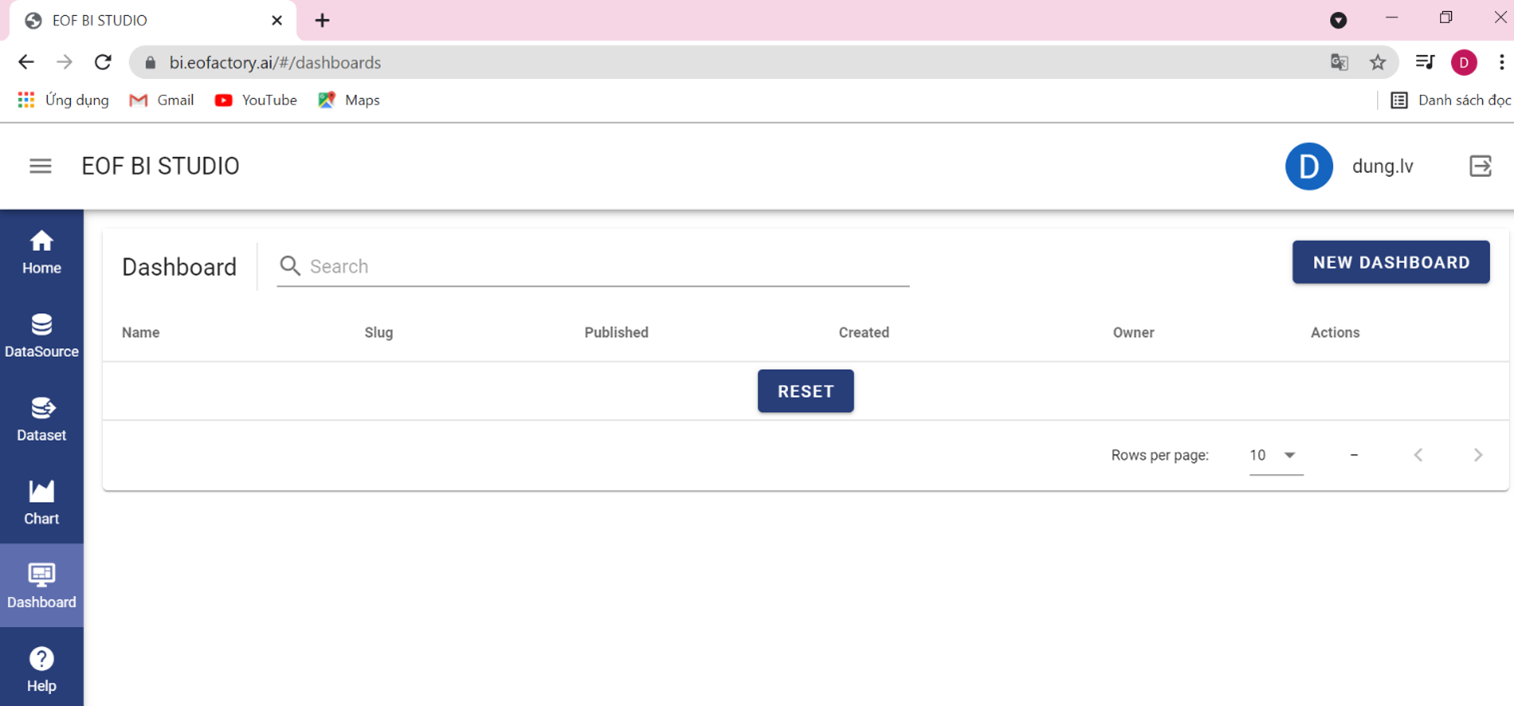 EOF BI STUDIO
bi.eofactory.ai/#/dashboards
D
Ứng dụng Gmail YouTube Maps Danh sách đọc
EOF BI STUDIO D dung.lv
Home
DataSource
Dataset
Chart
Dashboard
Help
Dashboard Search NEW DASHBOARD
Name Slug Published Created Owner Actions
RESET
Rows per page: 10 –